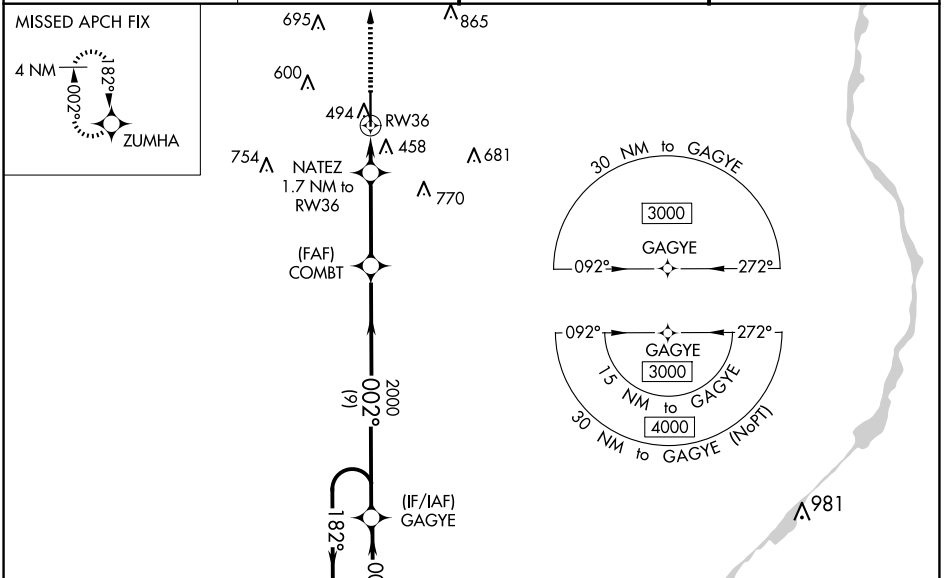 MISSED APCH FIX
4 NM
182°
002°
ZUMHA
695
865
600
494
RW36
458
754
681
NATEZ
1.7 NM to
RW36
770
(FAF)
COMBT
2000
002°
(9)
(IF/IAF)
GAGYE
182°
00
30 NM to GAGYE
3000
GAGYE
092°
272°
092°
272°
GAGYE
3000
15 NM to GAGYE
4000
30 NM to GAGYE (NoPT)
981